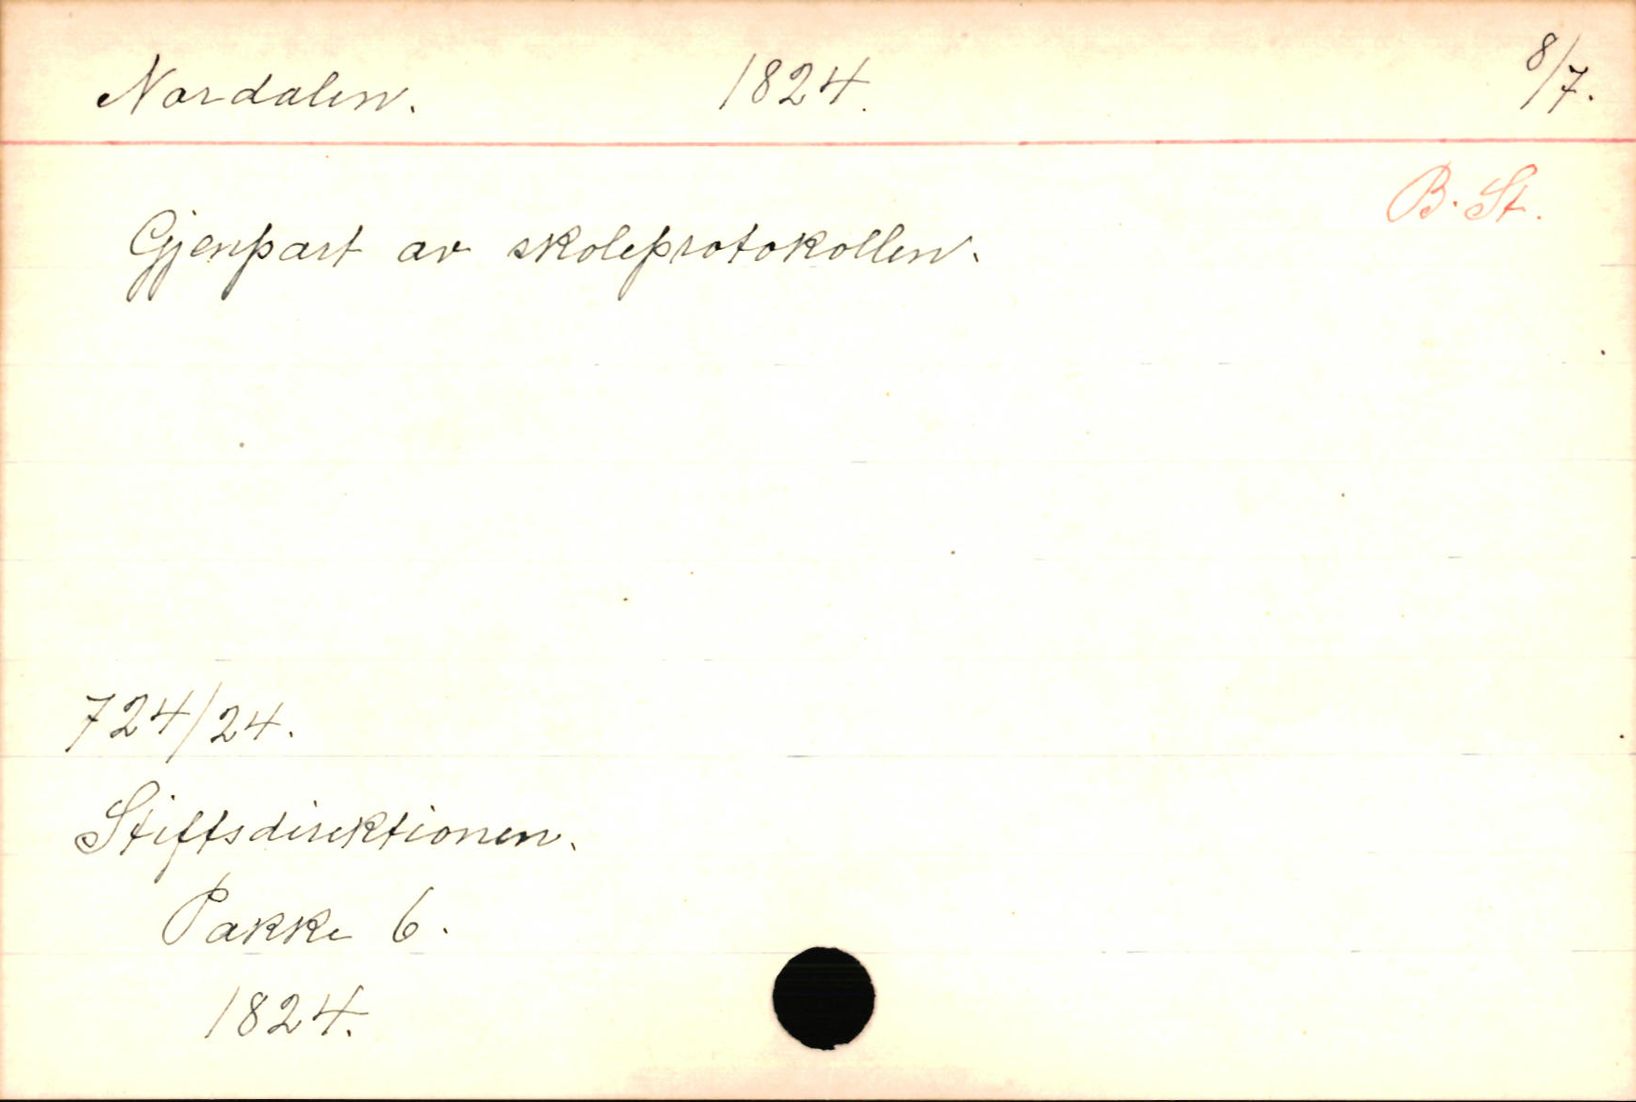 Nordalen. 1824. 8/7.
B. St.
Gjenpart av skoleprotokollen.
724/24.
Stiftsdirektionen.
Pakke 6.
1824.